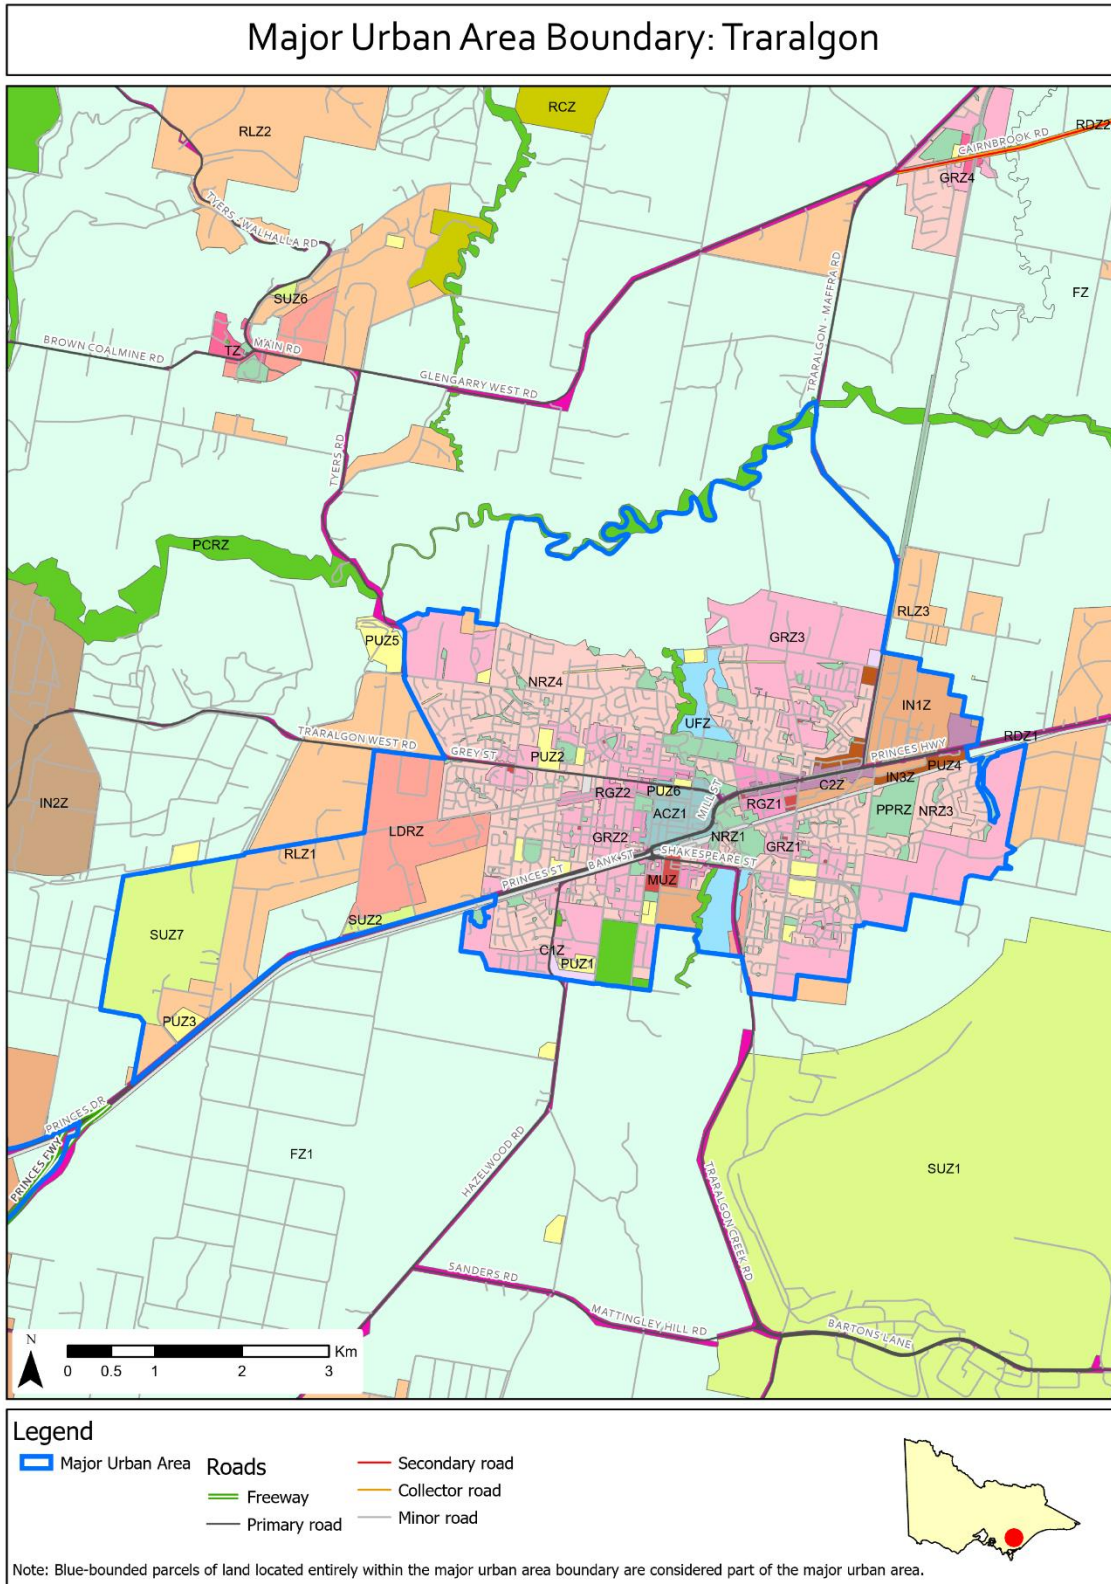 Major Urban Area Boundary: Traralgon
RCZ
RLZ2
RDZ2
CAIRNBROOK RD
GRZ4
TYERS - WALHALLA RD
TRARALGON - MAFFRA RD
FZ
SUZ6
BROWN COALMINE RD
TZ
MAIN RD
GLENGARRY WEST RD
TYERS RD
PCRZ
RLZ3
PUZ5
GRZ3
NRZ4
IN1Z
UFZ
TRARALGON WEST RD
GREY ST
PUZ2
PRINCES HWY
RDZ1
PUZ4
IN3Z
C2Z
IN2Z
RGZ2
PUZ6
MILL ST
RGZ1
ACZ1
PPRZ
NRZ3
LDRZ
GRZ2
NRZ1
GRZ1
RLZ1
BANK ST
SHAKESPEARE ST
PRINCES ST
MUZ
SUZ2
SUZ7
C1Z
PUZ1
PUZ3
PRINCES DR
PRINCES FWY
FZ1
HAZELWOOD RD
SUZ1
TRARALGON CREEK RD
SANDERS RD
MATTINGLEY HILL RD
BARTONS LANE
N
Km
0 0.5 1 2 3
Legend
Major Urban Area
Roads
Freeway
Primary road
Secondary road
Collector road
Minor road
Note: Blue-bounded parcels of land located entirely within the major urban area boundary are considered part of the major urban area.